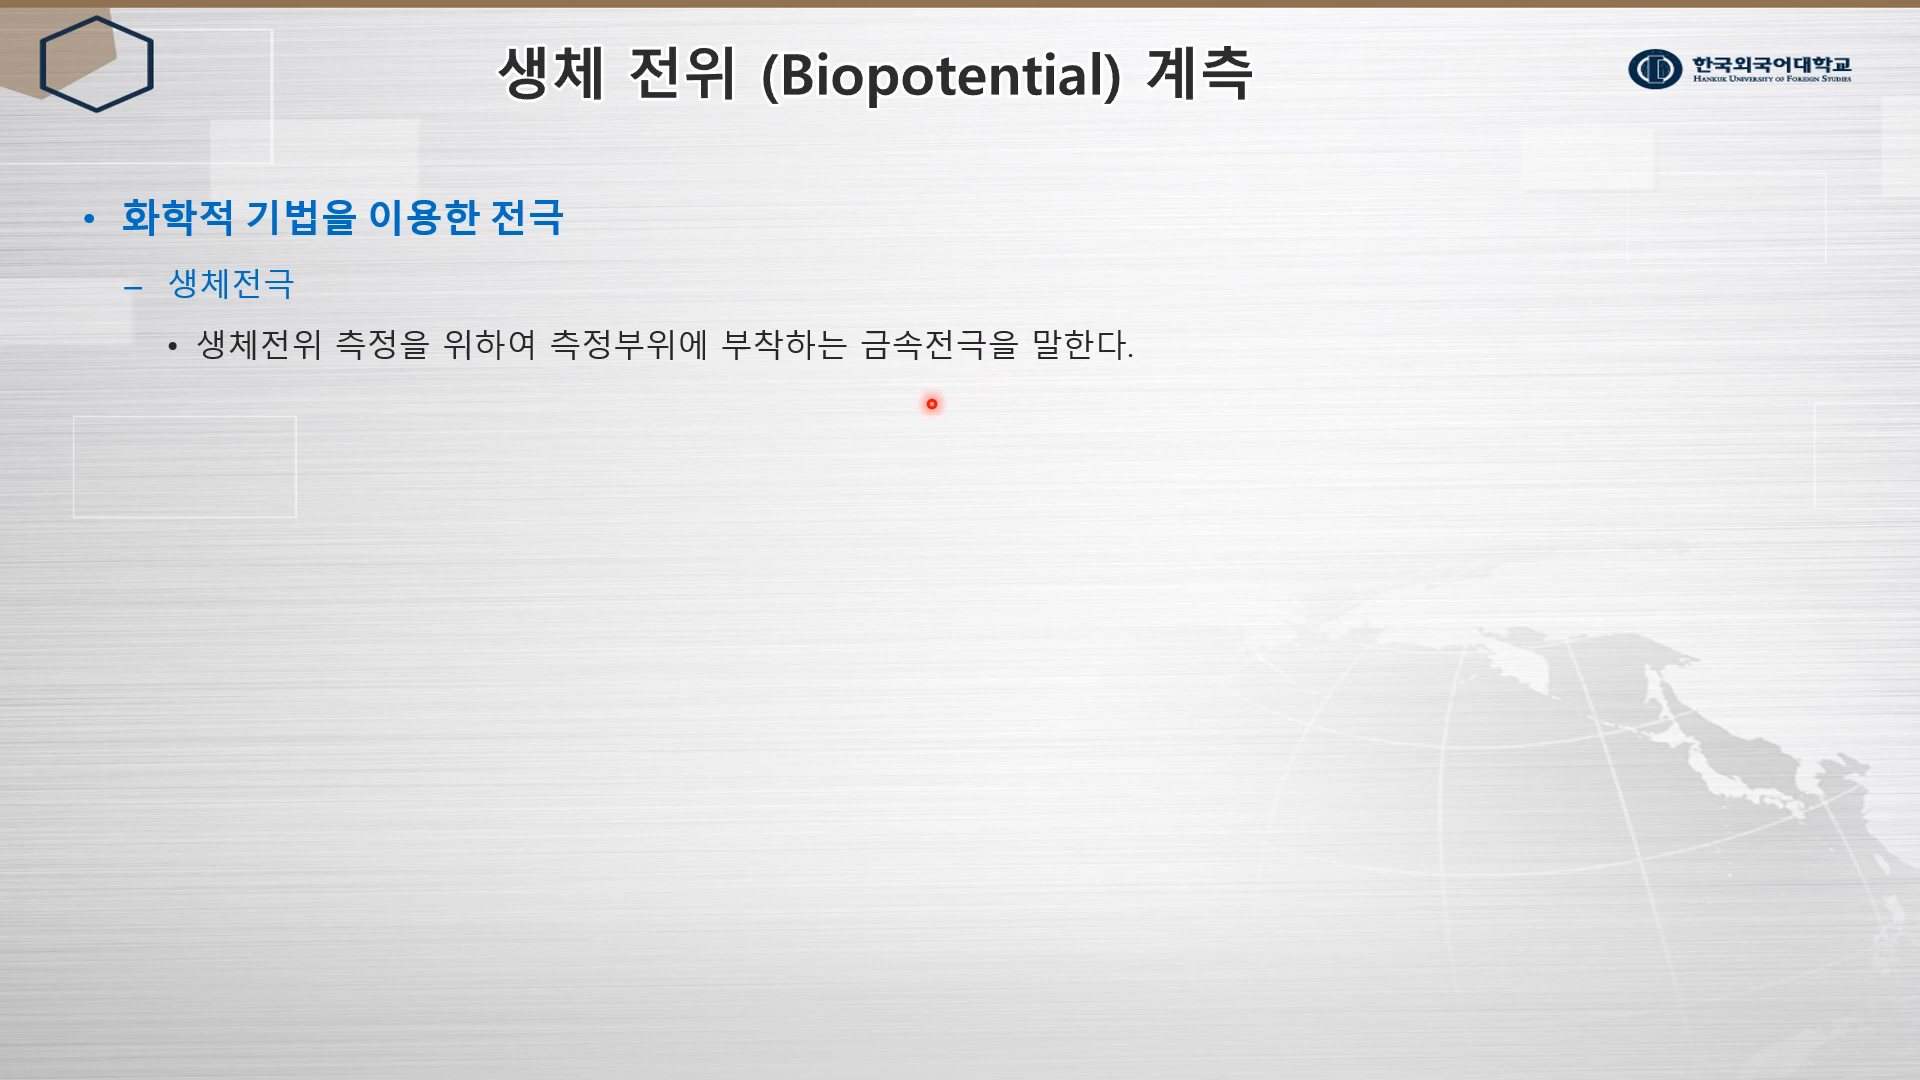 생체 전위 (Biopotential) 계측
한국외국어대학교
HANKUK UNIVERSITY OF FOREIGN STUDIES
• 화학적 기법을 이용한 전극
– 생체전극
• 생체전위 측정을 위하여 측정부위에 부착하는 금속전극을 말한다.